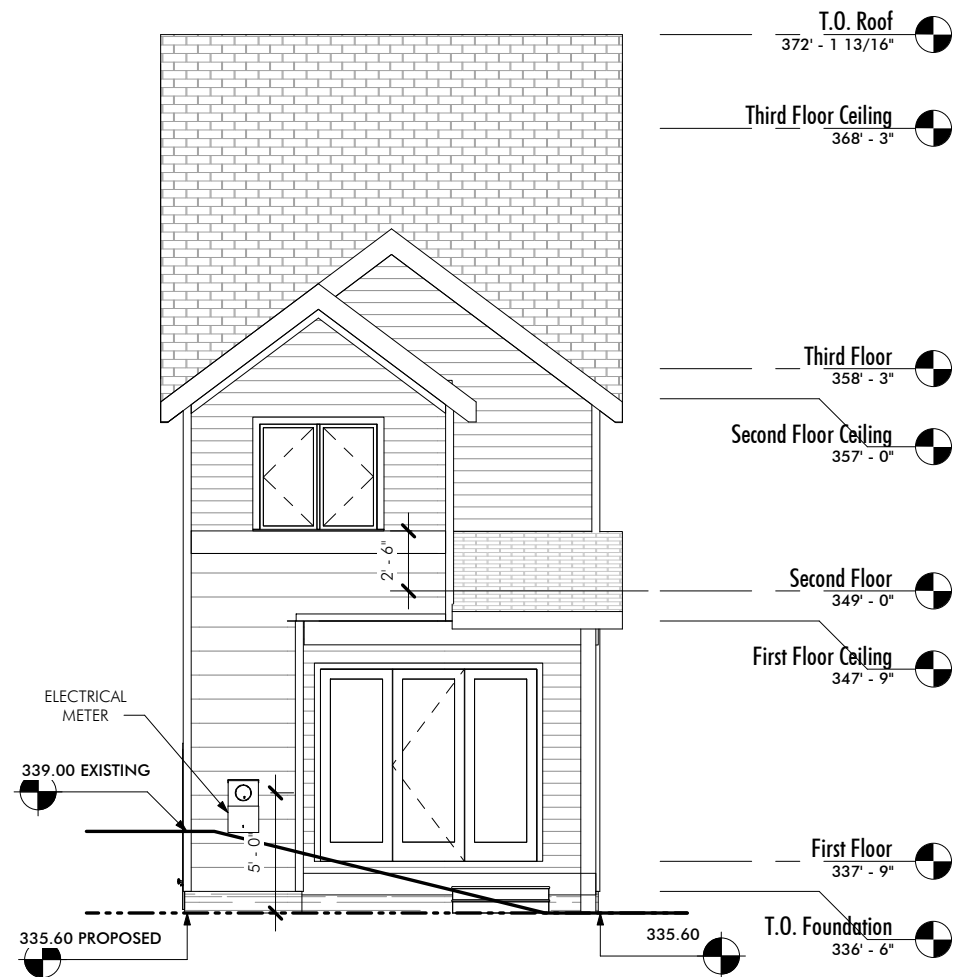 T.O. Roof
372' - 1 13/16"
Third Floor Ceiling
368' - 3"
Third Floor
358' - 3"
Second Floor Ceiling
357' - 0"
2' - 6"
Second Floor
349' - 0"
First Floor Ceiling
347' - 9"
ELECTRICAL
METER
339.00 EXISTING
5' - 0"
First Floor
337' - 9"
T.O. Foundation
336' - 6"
335.60 PROPOSED
335.60